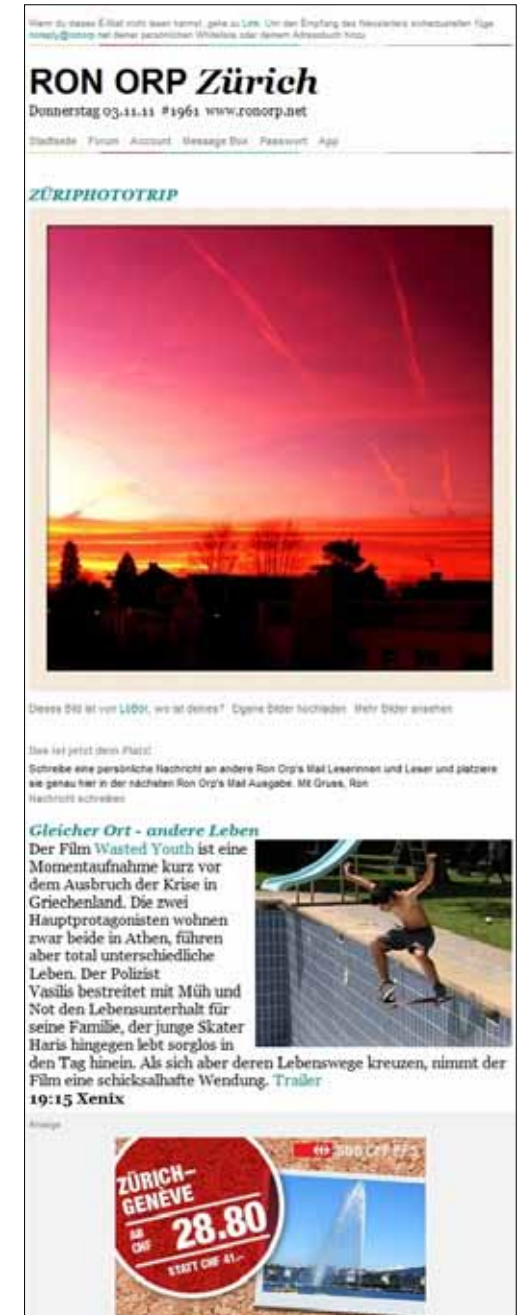 Wenn du dieses E-Mail nicht lesen kannst, gehe zu Link. Um den Empfang des Newsletters sicherzustellen füge
noreply@ronorp.net deiner persönlichen Whiteliste oder deinem Adressbuch hinzu
RON ORP Zürich
Donnerstag 03.11.11 #1961 www.ronorp.net
Stadtseite Forum Account Message Box Passwort App
ZÜRIPHOTOTRIP
Dieses Bild ist von LoBot, wo ist deines? Eigene Bilder hochladen Mehr Bilder ansehen
Das ist jetzt dein Platz!
Schreibe eine persönliche Nachricht an andere Ron Orp's Mail Leserinnen und Leser und platziere
sie genau hier in der nächsten Ron Orp's Mail Ausgabe. Mit Gruss, Ron
Nachricht schreiben
Gleicher Ort - andere Leben
Der Film Wasted Youth ist eine
Momentaufnahme kurz vor
dem Ausbruch der Krise in
Griechenland. Die zwei
Hauptprotagonisten wohnen
zwar beide in Athen, führen
aber total unterschiedliche
Leben. Der Polizist
Vasilis bestreitet mit Müh und
Not den Lebensunterhalt für
seine Familie, der junge Skater
Haris hingegen lebt sorglos in
den Tag hinein. Als sich aber deren Lebenswege kreuzen, nimmt der
Film eine schicksalhafte Wendung. Trailer
19:15 Xenix
Anzeige
SBB CFF FFS
ZÜRICH–
GENÈVE
AB
CHF 28.80
STATT CHF 41.–